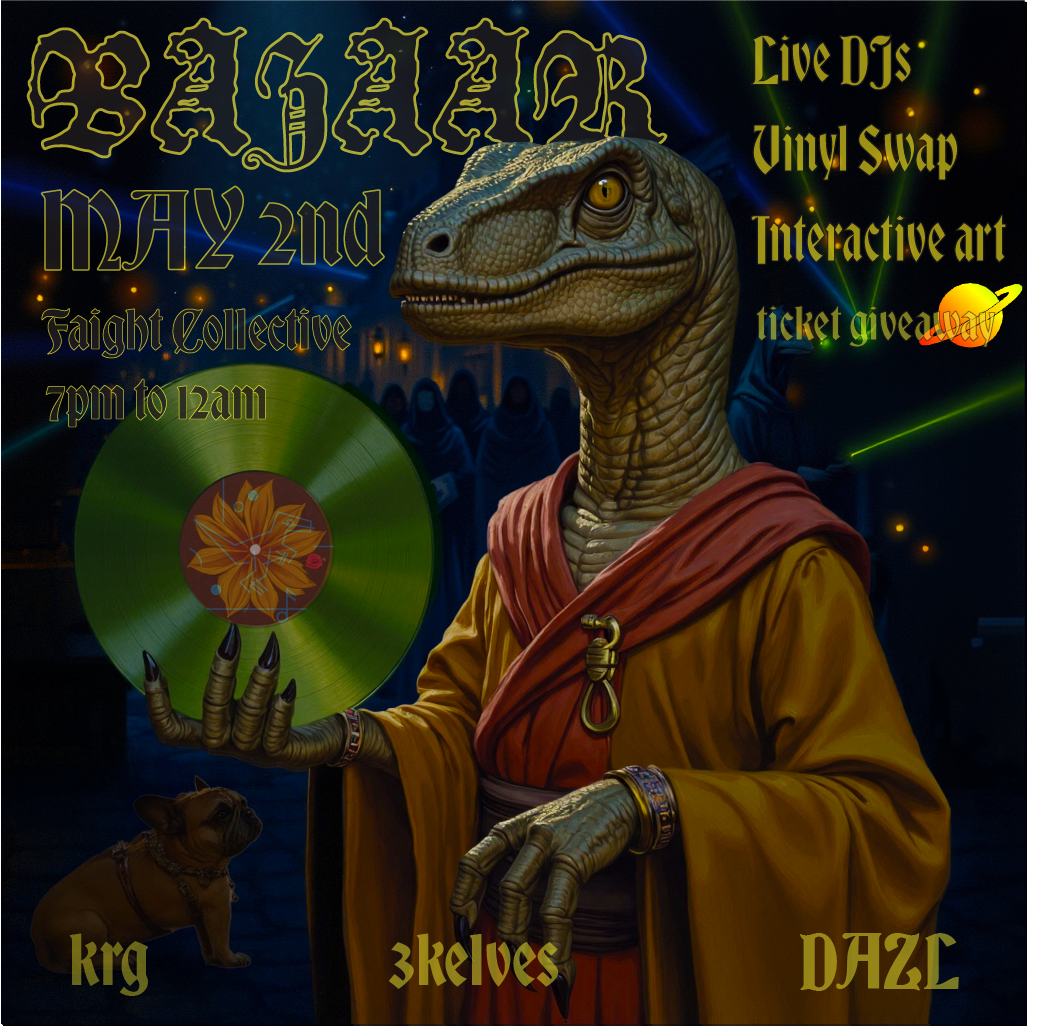 BAZAAR
MAY 2nd
Faight Collective
7pm to 12am
Live DJs
Vinyl Swap
Interactive art
ticket giveaway
krg
3kelves
DAZL